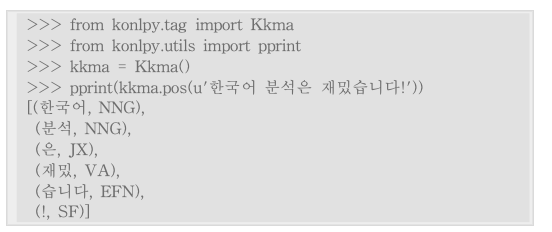 >>> from konlpy.tag import Kkma
>>> from konlpy.utils import pprint
>>> kkma = Kkma()
>>> pprint(kkma.pos(u'한국어 분석은 재밌습니다!'))
[(한국어, NNG),
(분석, NNG),
(은, JX),
(재밌, VA),
(습니다, EFN),
(!, SF)]